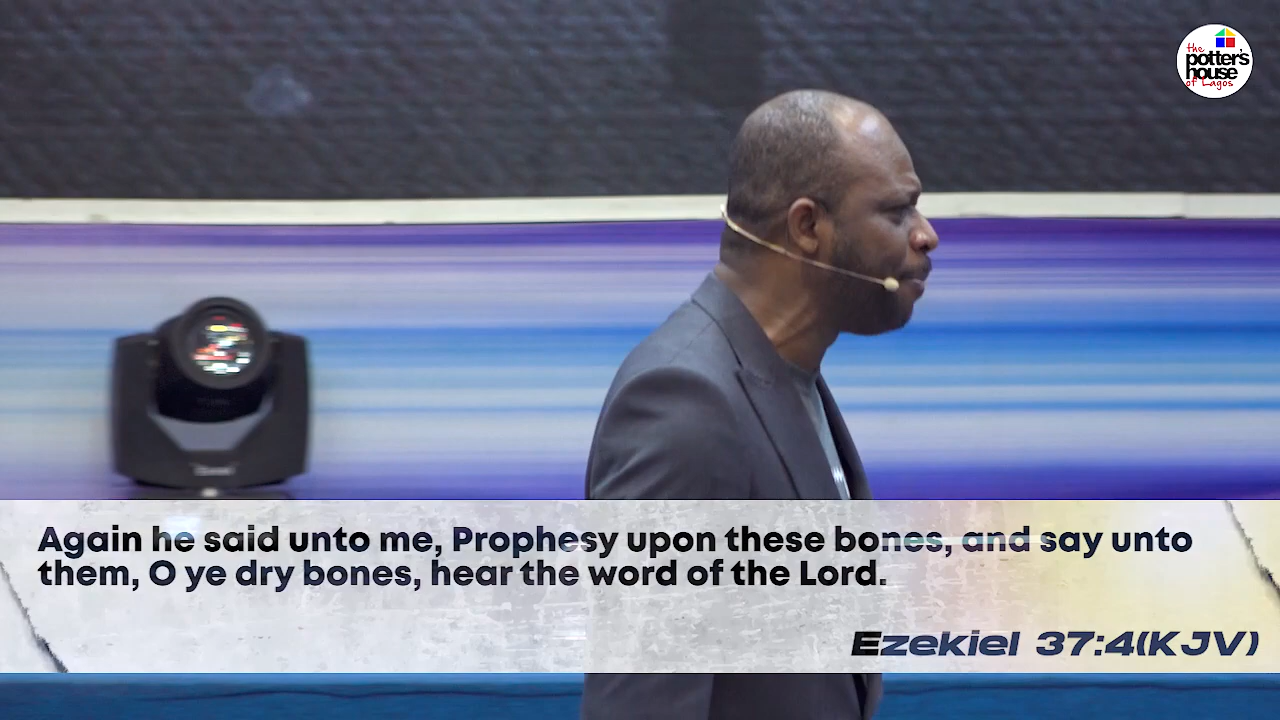 the
potter's
house
of Lagos
Again he said unto me, Prophesy upon these bones, and say unto
them, O ye dry bones, hear the word of the Lord.
Ezekiel 37:4(KJV)